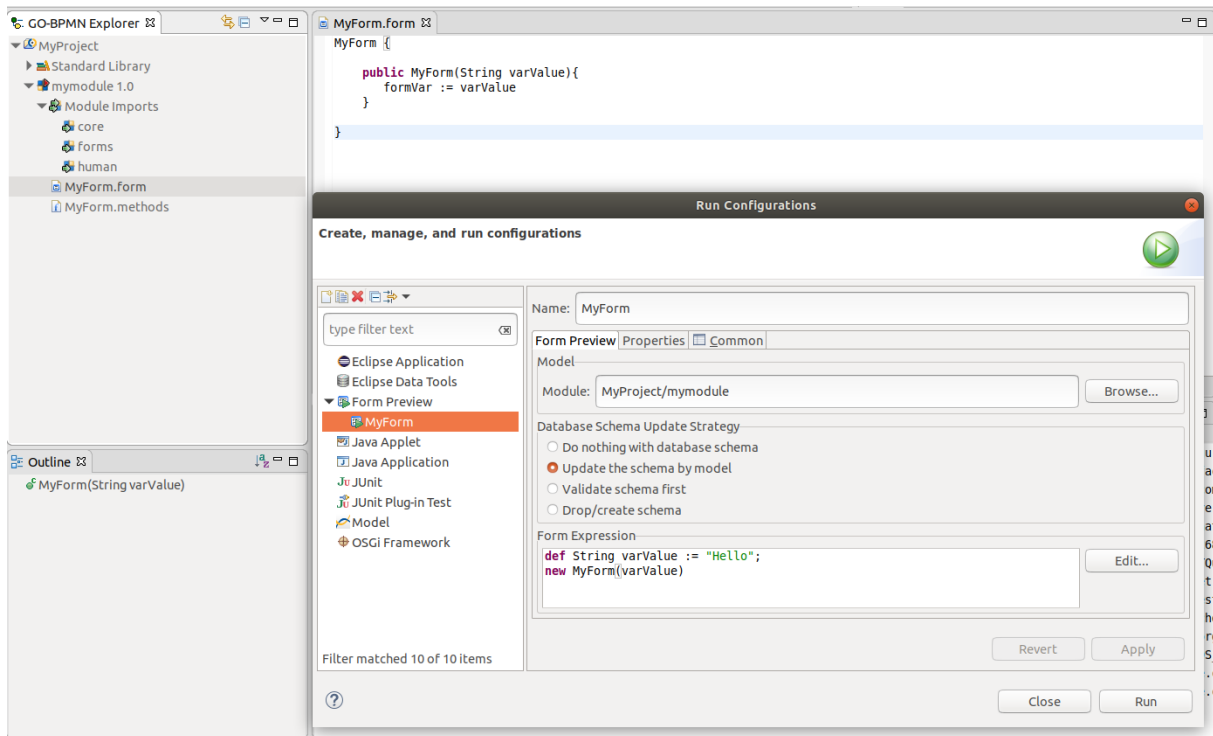 GO-BPMN Explorer
MyProject
Standard Library
mymodule 1.0
Module Imports
core
forms
human
MyForm.form
MyForm.methods
Outline
MyForm(String varValue)
MyForm.form
MyForm {
public MyForm(String varValue){
formVar := varValue
}
}
Run Configurations
Create, manage, and run configurations
type filter text
Eclipse Application
Eclipse Data Tools
Form Preview
MyForm
Java Applet
Java Application
JUnit
JUnit Plug-in Test
Model
OSGi Framework
Filter matched 10 of 10 items
Name: MyForm
Form Preview Properties Common
Model
Module: MyProject/mymodule Browse...
Database Schema Update Strategy
Do nothing with database schema
Update the schema by model
Validate schema first
Drop/create schema
Form Expression
def String varValue := "Hello";
new MyForm(varValue)
Edit...
Revert Apply
Close Run